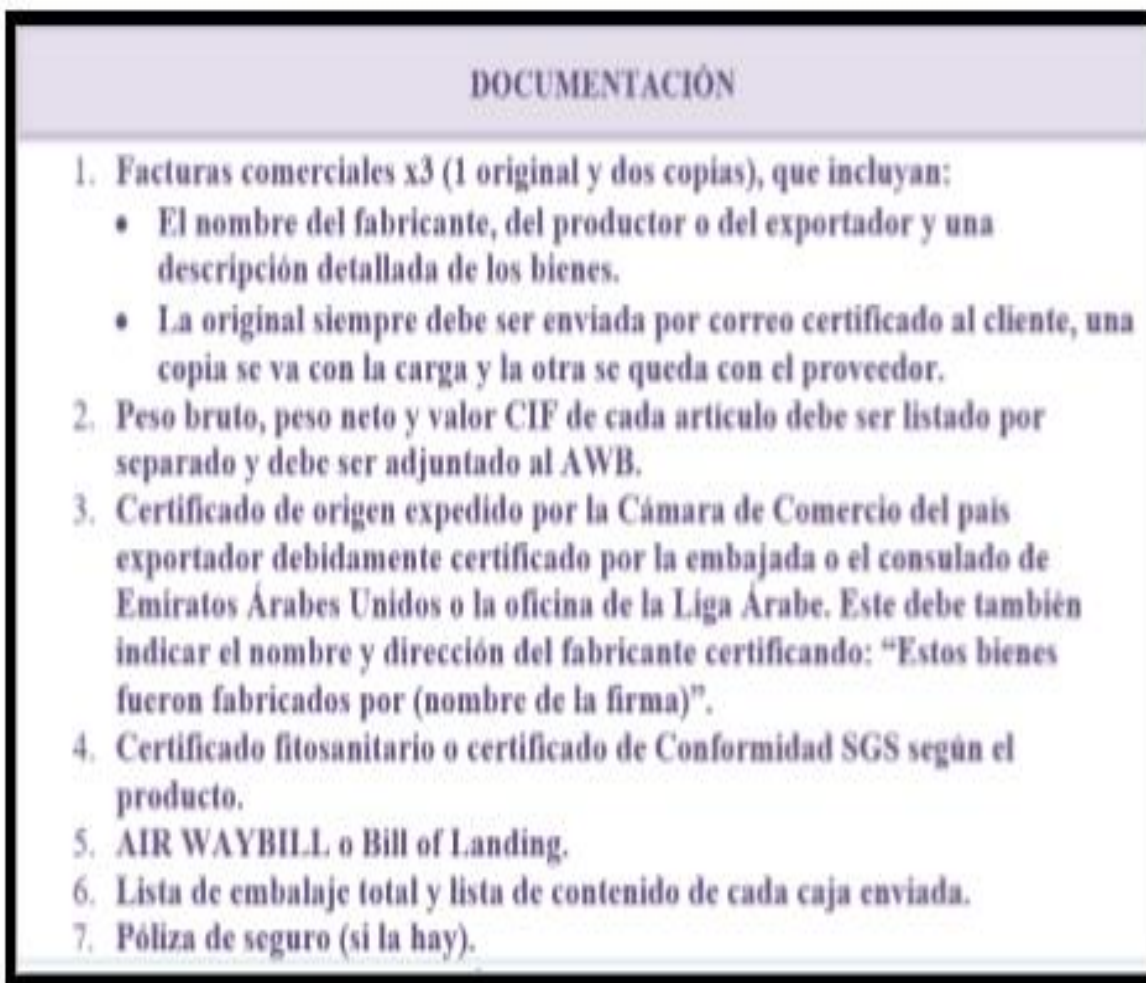 DOCUMENTACIÓN
1. Facturas comerciales x3 (1 original y dos copias), que incluyan:
• El nombre del fabricante, del productor o del exportador y una
descripción detallada de los bienes.
• La original siempre debe ser enviada por correo certificado al cliente, una
copia se va con la carga y la otra se queda con el proveedor.
2. Peso bruto, peso neto y valor CIF de cada artículo debe ser listado por
separado y debe ser adjuntado al AWB.
3. Certificado de origen expedido por la Cámara de Comercio del país
exportador debidamente certificado por la embajada o el consulado de
Emiratos Árabes Unidos o la oficina de la Liga Árabe. Este debe también
indicar el nombre y dirección del fabricante certificando: “Estos bienes
fueron fabricados por (nombre de la firma)”.
4. Certificado fitosanitario o certificado de Conformidad SGS según el
producto.
5. AIR WAYBILL o Bill of Landing.
6. Lista de embalaje total y lista de contenido de cada caja enviada.
7. Póliza de seguro (si la hay).